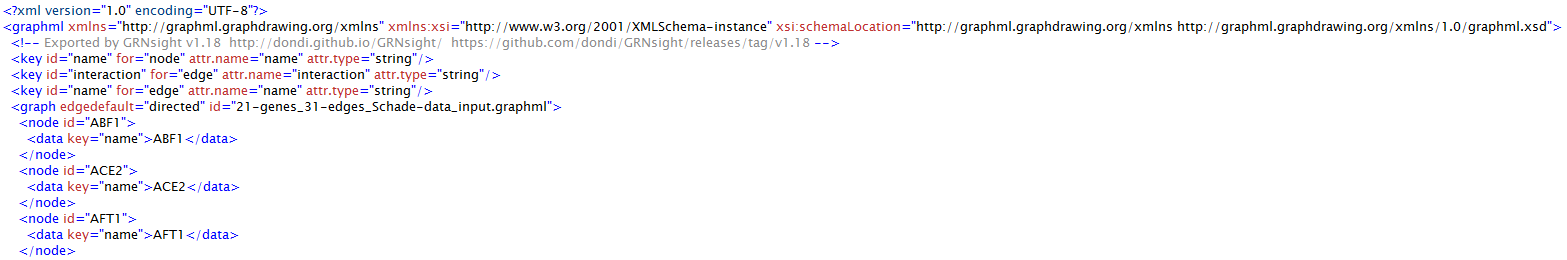 <?xml version="1.0" encoding="UTF-8"?>
<graphml xmlns="http://graphml.graphdrawing.org/xmlns" xmlns:xsi="http://www.w3.org/2001/XMLSchema-instance" xsi:schemaLocation="http://graphml.graphdrawing.org/xmlns http://graphml.graphdrawing.org/xmlns/1.0/graphml.xsd">
<!-- Exported by GRNsight v1.18  http://dondi.github.io/GRNsight/  https://github.com/dondi/GRNsight/releases/tag/v1.18 -->
<key id="name" for="node" attr.name="name" attr.type="string"/>
<key id="interaction" for="edge" attr.name="interaction" attr.type="string"/>
<key id="name" for="edge" attr.name="name" attr.type="string"/>
<graph edgedefault="directed" id="21-genes_31-edges_Schade-data_input.graphml">
<node id="ABF1">
<data key="name">ABF1</data>
</node>
<node id="ACE2">
<data key="name">ACE2</data>
</node>
<node id="AFT1">
<data key="name">AFT1</data>
</node>